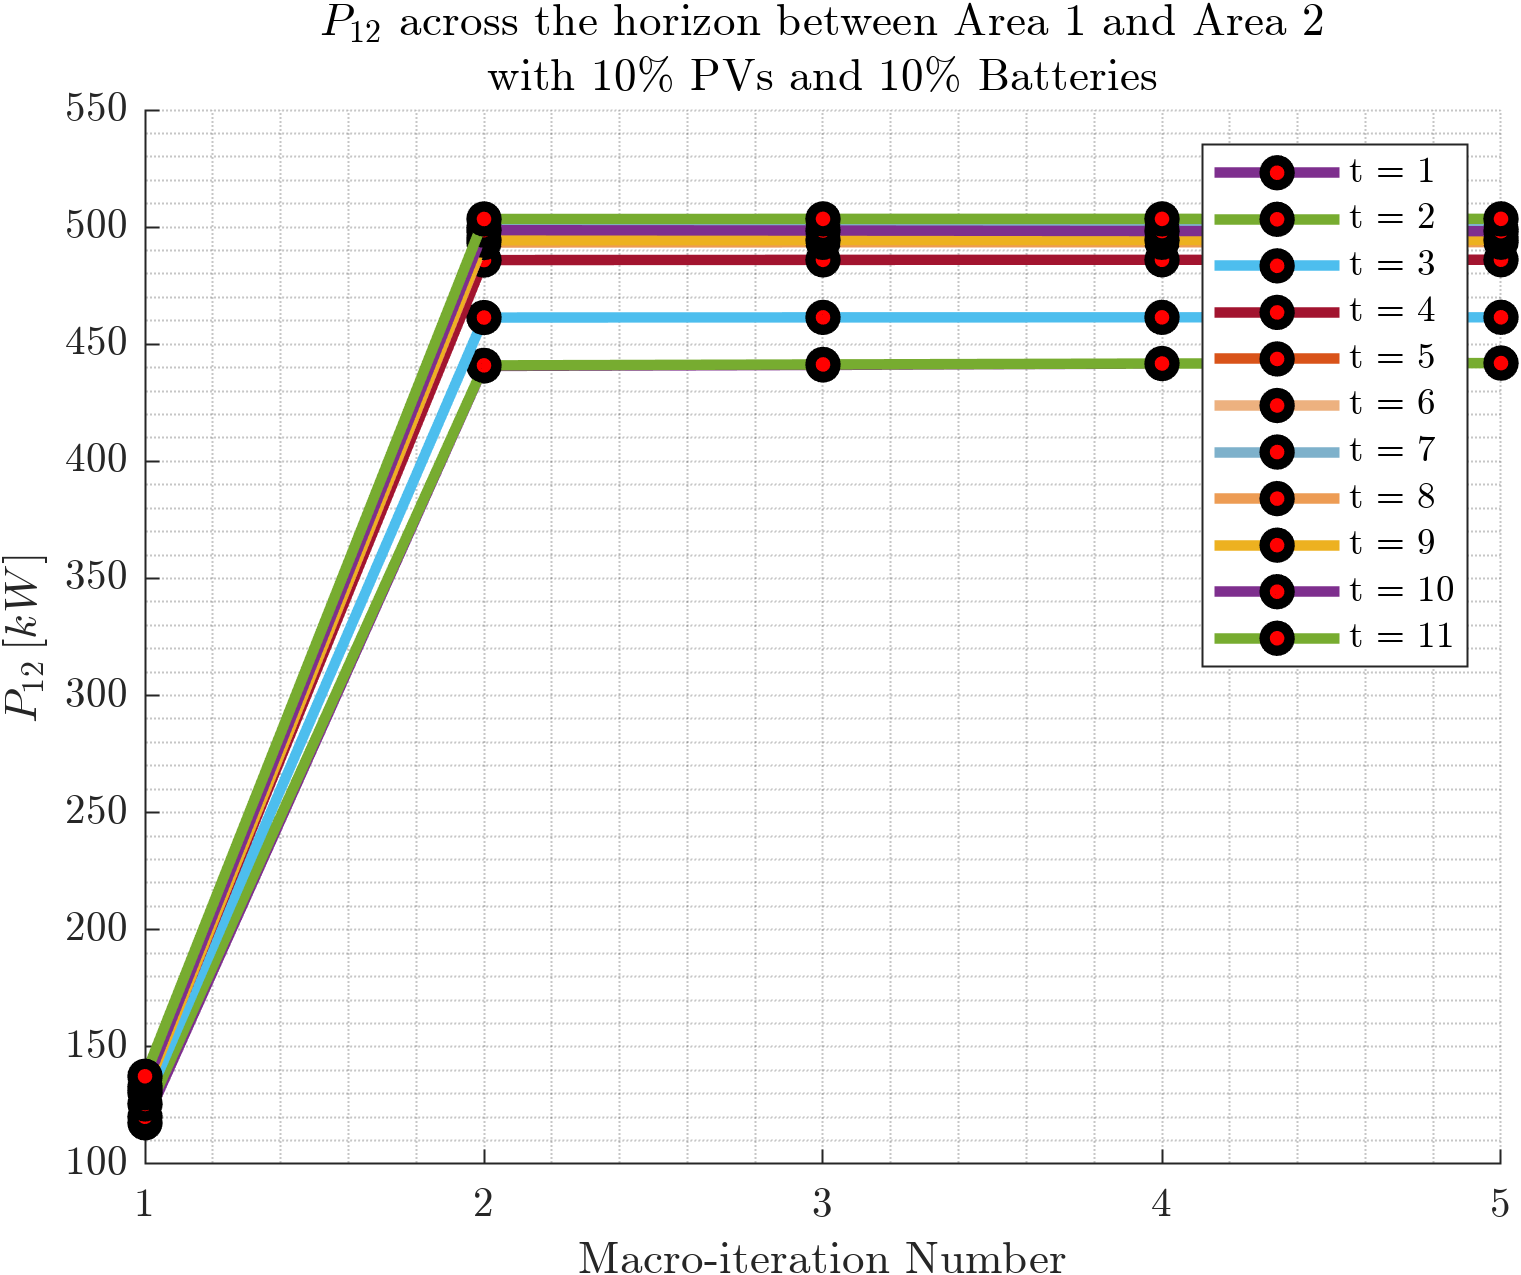 P₁₂ across the horizon between Area 1 and Area 2
with 10% PVs and 10% Batteries
P₁₂ [kW]
550
500
450
400
350
300
250
200
150
100
1 2 3 4 5
Macro-iteration Number
t = 1
t = 2
t = 3
t = 4
t = 5
t = 6
t = 7
t = 8
t = 9
t = 10
t = 11